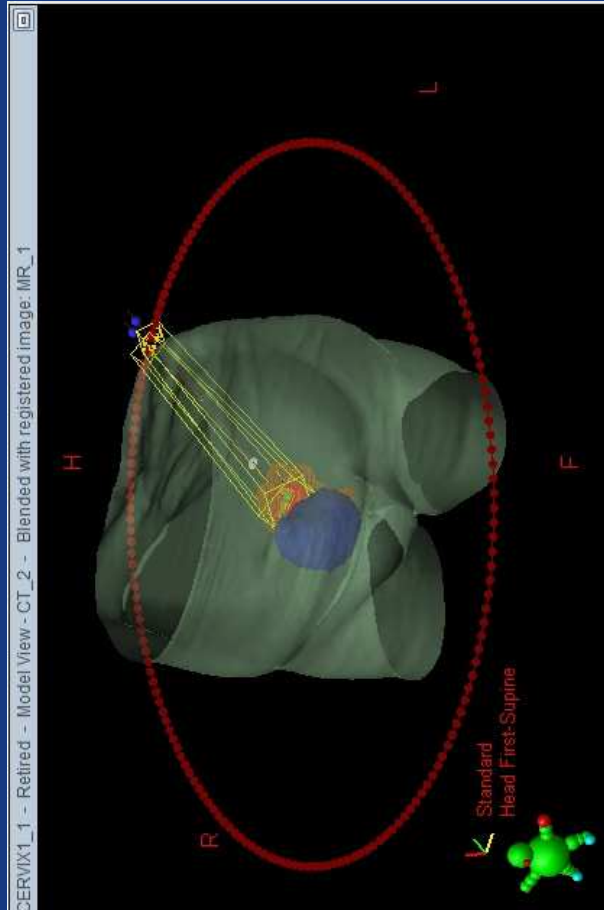 CERVIX1_1 - Retired - Model View - CT_2 - Blended with registered image: MR_1
L
H
F
R
Standard
Head First-Supine